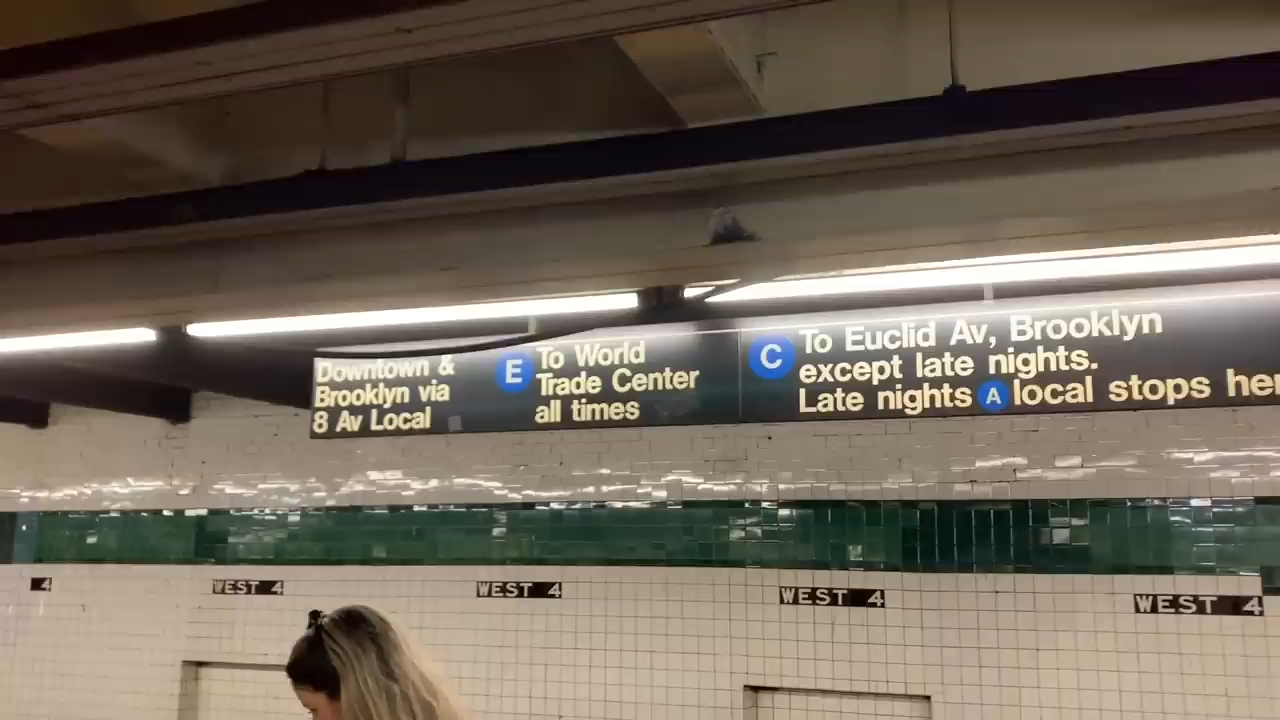 Downtown &
Brooklyn via
8 Av Local
E
To World
Trade Center
all times
C
To Euclid Av, Brooklyn
except late nights.
Late nights A local stops
4
WEST 4
WEST 4
WEST 4
WEST 4